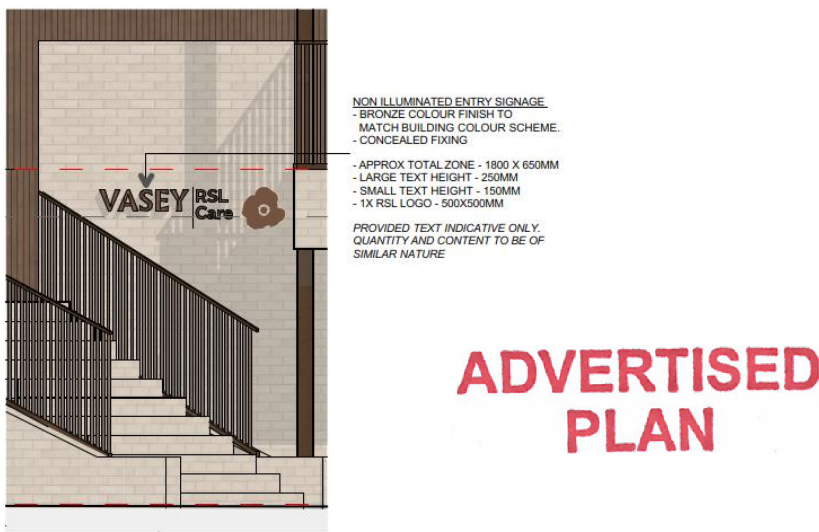 NON ILLUMINATED ENTRY SIGNAGE
- BRONZE COLOUR FINISH TO
MATCH BUILDING COLOUR SCHEME.
- CONCEALED FIXING
- APPROX TOTAL ZONE - 1800 X 650MM
- LARGE TEXT HEIGHT - 250MM
- SMALL TEXT HEIGHT - 150MM
- 1X RSL LOGO - 500X500MM
PROVIDED TEXT INDICATIVE ONLY.
QUANTITY AND CONTENT TO BE OF
SIMILAR NATURE
VASEY RSL
Care
ADVERTISED
PLAN